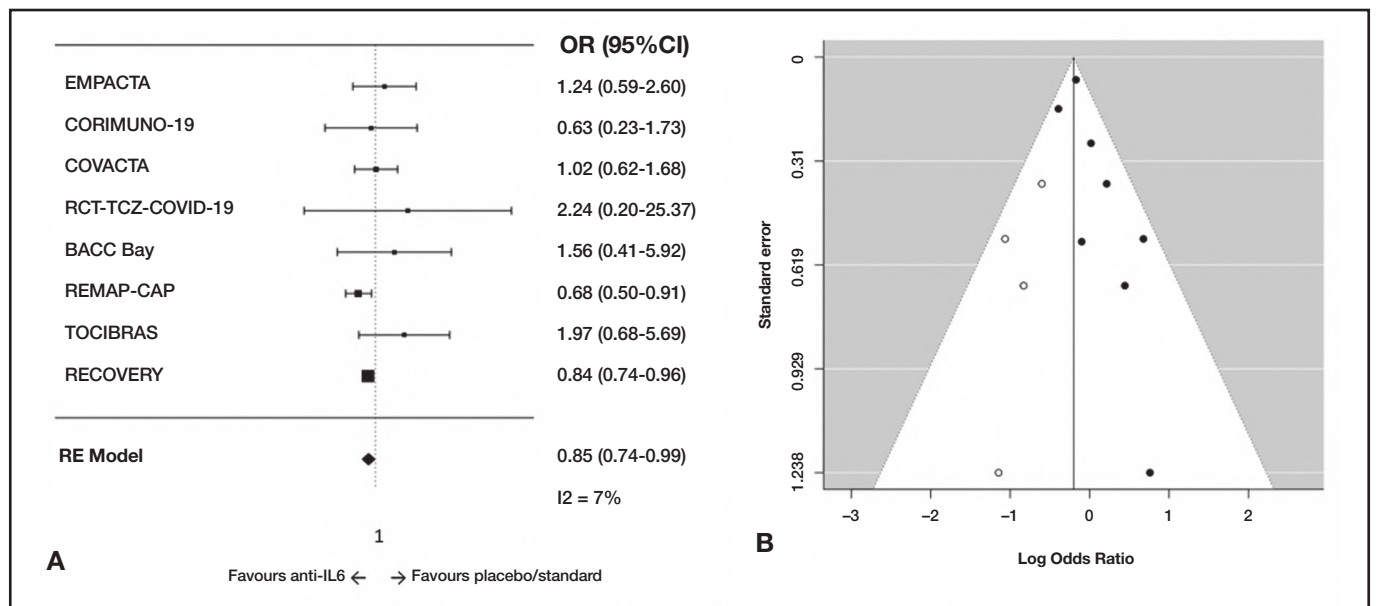 OR (95%CI)
EMPACTA 1.24 (0.59-2.60)
CORIMUNO-19 0.63 (0.23-1.73)
COVACTA 1.02 (0.62-1.68)
RCT-TCZ-COVID-19 2.24 (0.20-25.37)
BACC Bay 1.56 (0.41-5.92)
REMAP-CAP 0.68 (0.50-0.91)
TOCIBRAS 1.97 (0.68-5.69)
RECOVERY 0.84 (0.74-0.96)
RE Model 0.85 (0.74-0.99)
I2 = 7%
1
A
Favours anti-IL6 ← → Favours placebo/standard
0
0.31
0.619
0.929
1.238
Standard error
−3 −2 −1 0 1 2
Log Odds Ratio
B